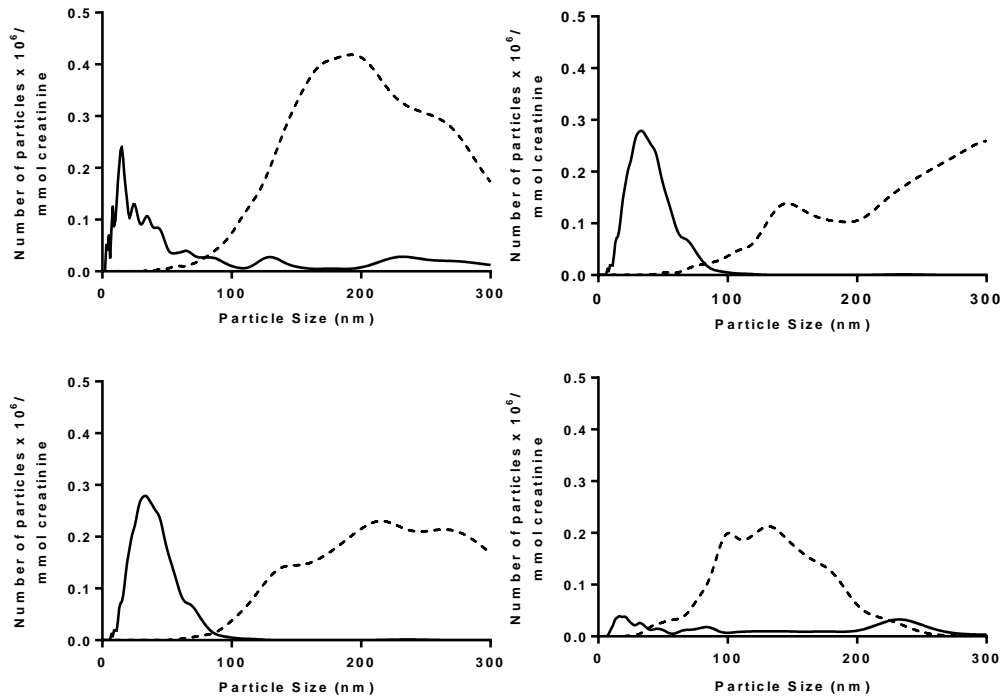 Number of particles x 10⁶/
mmol creatinine
0.5
0.4
0.3
0.2
0.1
0.0
0 100 200 300
Particle Size (nm)
Number of particles x 10⁶/
mmol creatinine
0.5
0.4
0.3
0.2
0.1
0.0
0 100 200 300
Particle Size (nm)
Number of particles x 10⁶/
mmol creatinine
0.5
0.4
0.3
0.2
0.1
0.0
0 100 200 300
Particle Size (nm)
Number of particles x 10⁶/
mmol creatinine
0.5
0.4
0.3
0.2
0.1
0.0
0 100 200 300
Particle Size (nm)